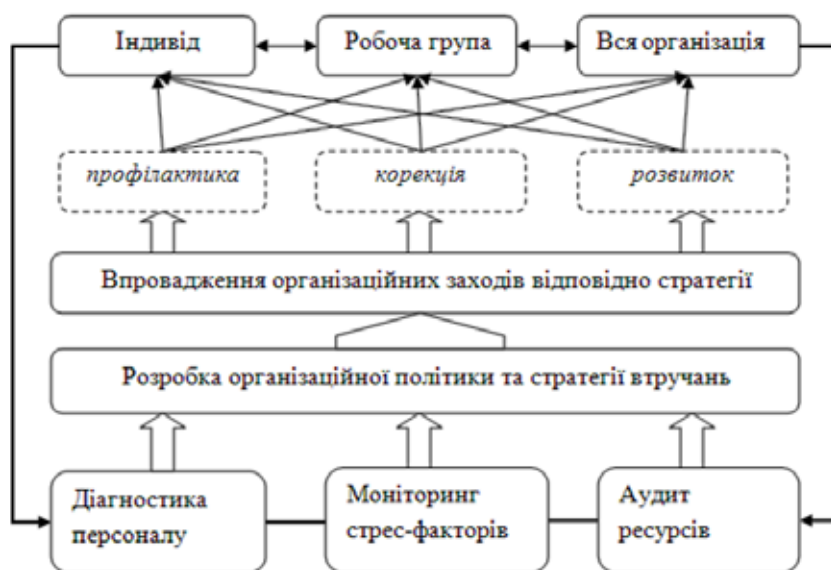 Індивід
Робоча група
Вся організація
профілактика
корекція
розвиток
Впровадження організаційних заходів відповідно стратегії
Розробка організаційної політики та стратегії втручань
Діагностика
персоналу
Моніторинг
стрес-факторів
Аудит
ресурсів